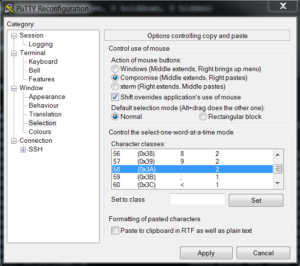 PuTTY Reconfiguration
Category:
Session
Logging
Terminal
Keyboard
Bell
Features
Window
Appearance
Behaviour
Translation
Selection
Colours
Connection
SSH
Options controlling copy and paste
Control use of mouse
Action of mouse buttons:
Windows (Middle extends, Right brings up menu)
Compromise (Middle extends, Right pastes)
xterm (Right extends, Middle pastes)
Shift overrides application's use of mouse
Default selection mode (Alt+drag does the other one):
Normal Rectangular block
Control the select-one-word-at-a-time mode
Character classes:
56 (0x38) 8 2
57 (0x39) 9 2
58 (0x3A) : 2
59 (0x3B) ; 1
60 (0x3C) < 1
Set to class Set
Formatting of pasted characters
Paste to clipboard in RTF as well as plain text
Apply Cancel